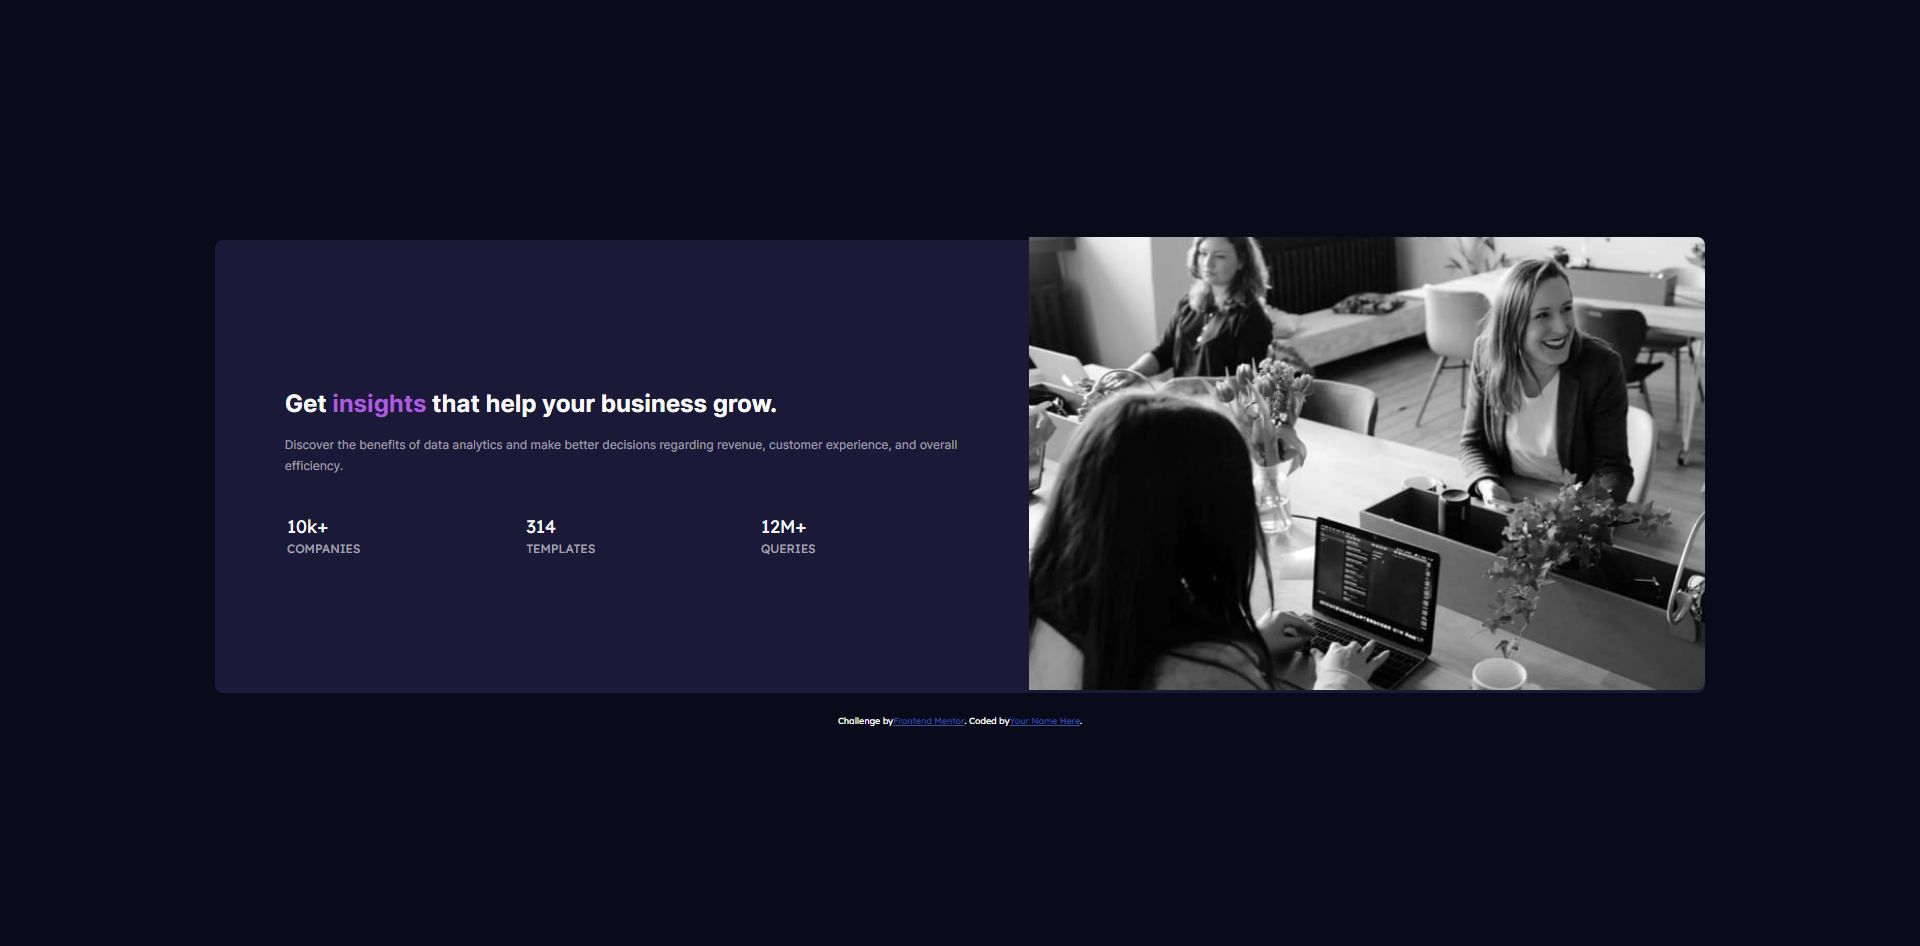 Get insights that help your business grow.
Discover the benefits of data analytics and make better decisions regarding revenue, customer experience, and overall
efficiency.
10k+
314
12M+
COMPANIES
TEMPLATES
QUERIES
Challenge byFrontend Mentor. Coded byYour Name Here.